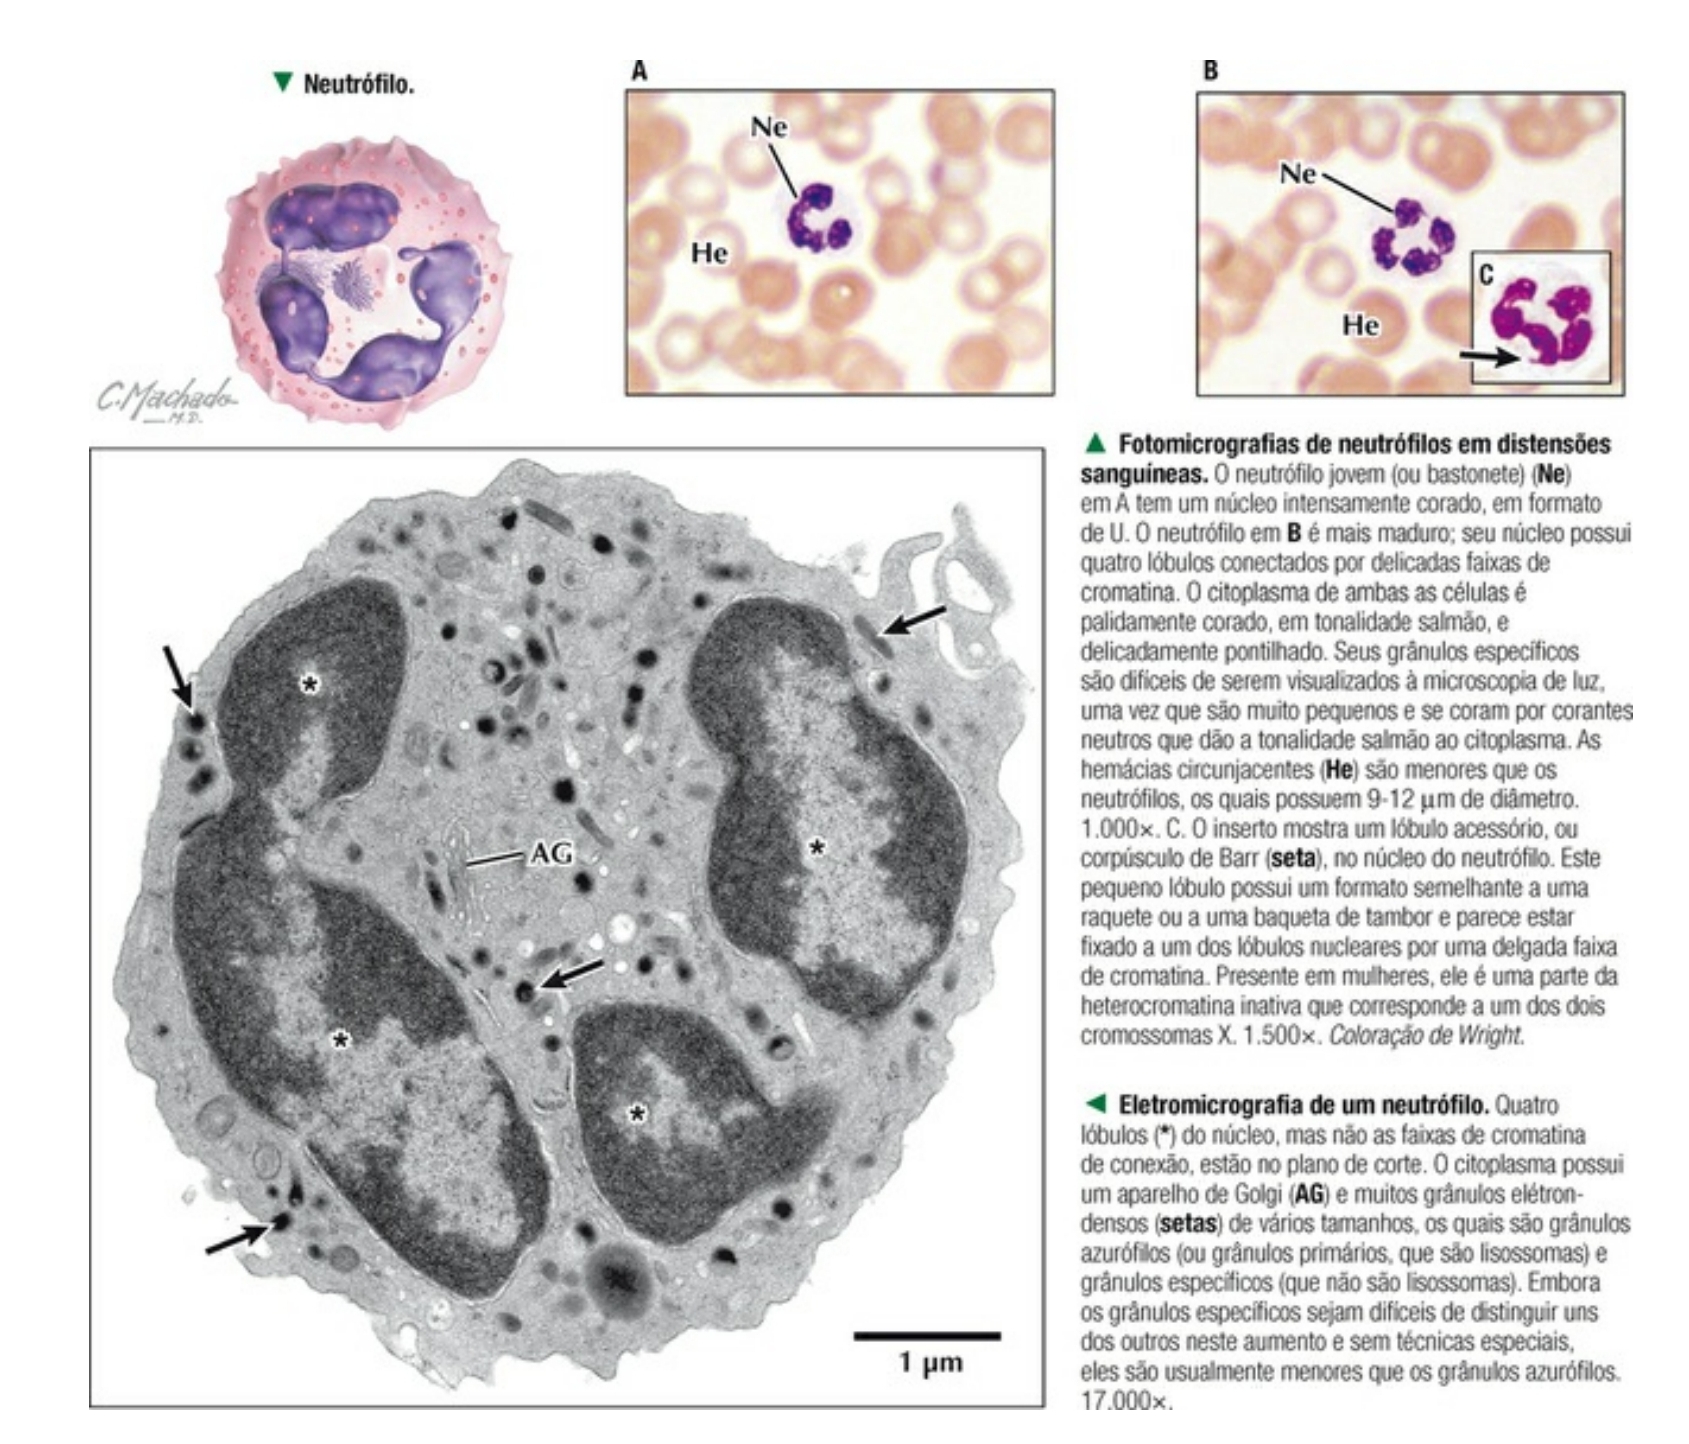 ▼ Neutrófilo.
A
B
Ne
He
Ne
He
C
C.Machado
M.D.
▲ Fotomicrografias de neutrófilos em distensões
sanguíneas. O neutrófilo jovem (ou bastonete) (Ne)
em A tem um núcleo intensamente corado, em formato
de U. O neutrófilo em B é mais maduro; seu núcleo possui
quatro lóbulos conectados por delicadas faixas de
cromatina. O citoplasma de ambas as células é
palidamente corado, em tonalidade salmão, e
delicadamente pontilhado. Seus grânulos específicos
são difíceis de serem visualizados à microscopia de luz,
uma vez que são muito pequenos e se coram por corantes
neutros que dão a tonalidade salmão ao citoplasma. As
hemácias circunjacentes (He) são menores que os
neutrófilos, os quais possuem 9-12 µm de diâmetro.
1.000×. C. O inserto mostra um lóbulo acessório, ou
corpúsculo de Barr (seta), no núcleo do neutrófilo. Este
pequeno lóbulo possui um formato semelhante a uma
raquete ou a uma baqueta de tambor e parece estar
fixado a um dos lóbulos nucleares por uma delgada faixa
de cromatina. Presente em mulheres, ele é uma parte da
heterocromatina inativa que corresponde a um dos dois
cromossomas X. 1.500×. Coloração de Wright.
*
*
AG
*
*
1 µm
◄ Eletromicrografia de um neutrófilo. Quatro
lóbulos (*) do núcleo, mas não as faixas de cromatina
de conexão, estão no plano de corte. O citoplasma possui
um aparelho de Golgi (AG) e muitos grânulos elétron-
densos (setas) de vários tamanhos, os quais são grânulos
azurófilos (ou grânulos primários, que são lisossomas) e
grânulos específicos (que não são lisossomas). Embora
os grânulos específicos sejam difíceis de distinguir uns
dos outros neste aumento e sem técnicas especiais,
eles são usualmente menores que os grânulos azurófilos.
17.000×.